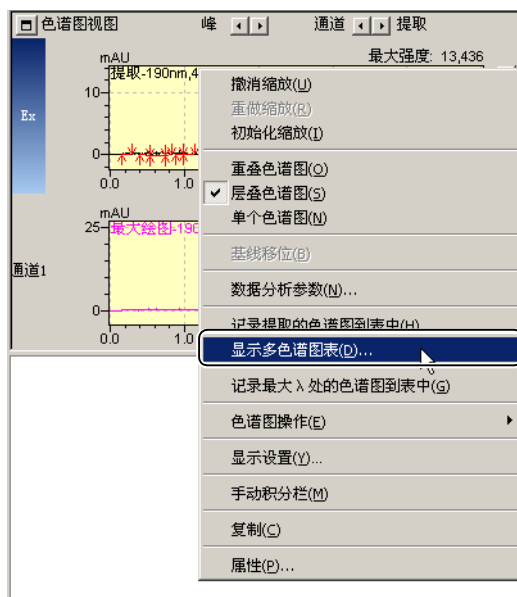 色谱图视图 峰 通道 提取
mAU 最大强度: 13,436
提取-190nm,4
10
Ex
0
0.0 1.0
mAU
25 最大绘图-190
通道1
0
0.0 1.0
撤消缩放(U)
重做缩放(R)
初始化缩放(I)
重叠色谱图(O)
层叠色谱图(S)
单个色谱图(N)
基线移位(B)
数据分析参数(N)...
记录提取的色谱图到表中(H)
显示多色谱图表(D)...
记录最大λ处的色谱图到表中(G)
色谱图操作(E)
显示设置(Y)...
手动积分栏(M)
复制(C)
属性(P)...